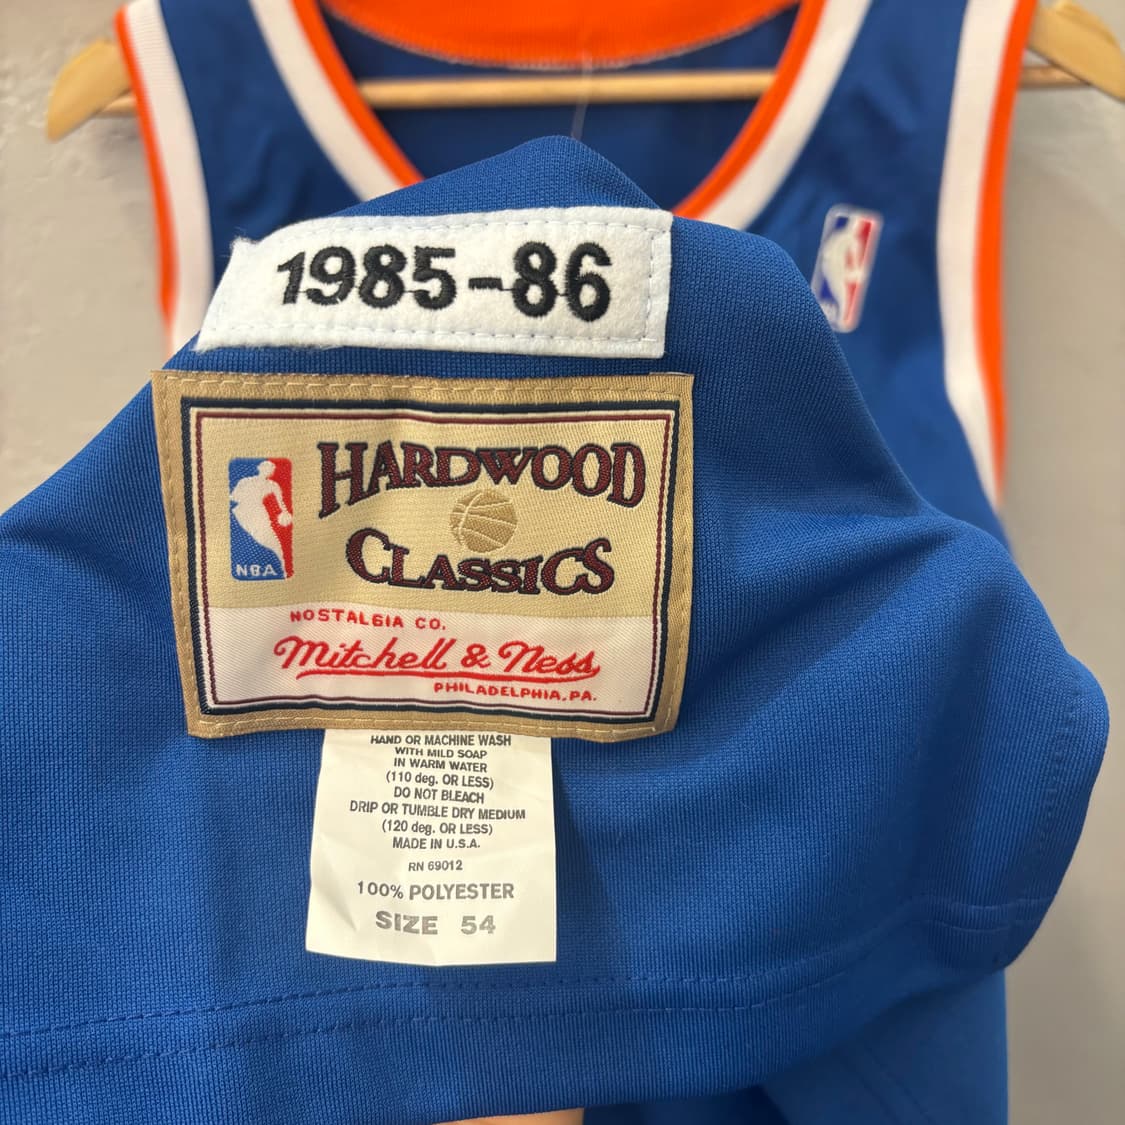 1985-86
HARDWOOD
CLASSICS
NBA
NOSTALGIA CO.
Mitchell & Ness
PHILADELPHIA, PA.
HAND OR MACHINE WASH
WITH MILD SOAP
IN WARM WATER
(110 deg. OR LESS)
DO NOT BLEACH
DRIP OR TUMBLE DRY MEDIUM
(120 deg. OR LESS)
MADE IN U.S.A.
RN 69012
100% POLYESTER
SIZE 54